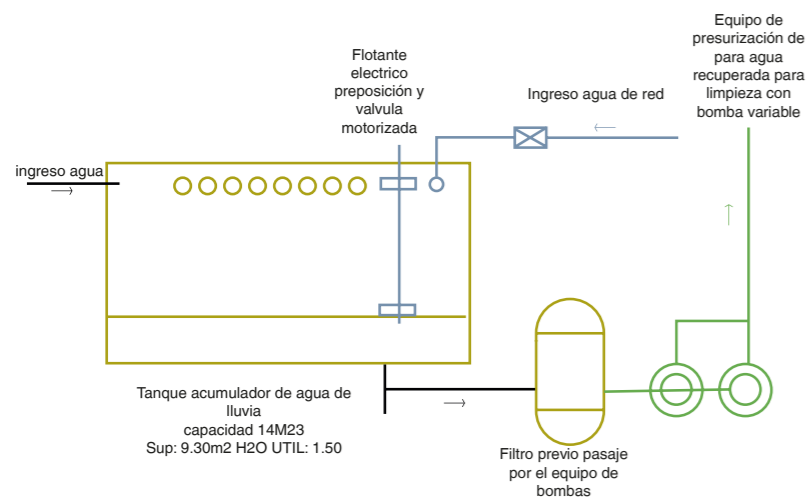 Equipo de
presurización de
para agua
recuperada para
limpieza con
bomba variable
Flotante
electrico
preposición y
valvula
motorizada
Ingreso agua de red
ingreso agua
Tanque acumulador de agua de
lluvia
capacidad 14M23
Sup: 9.30m2 H2O UTIL: 1.50
Filtro previo pasaje
por el equipo de
bombas